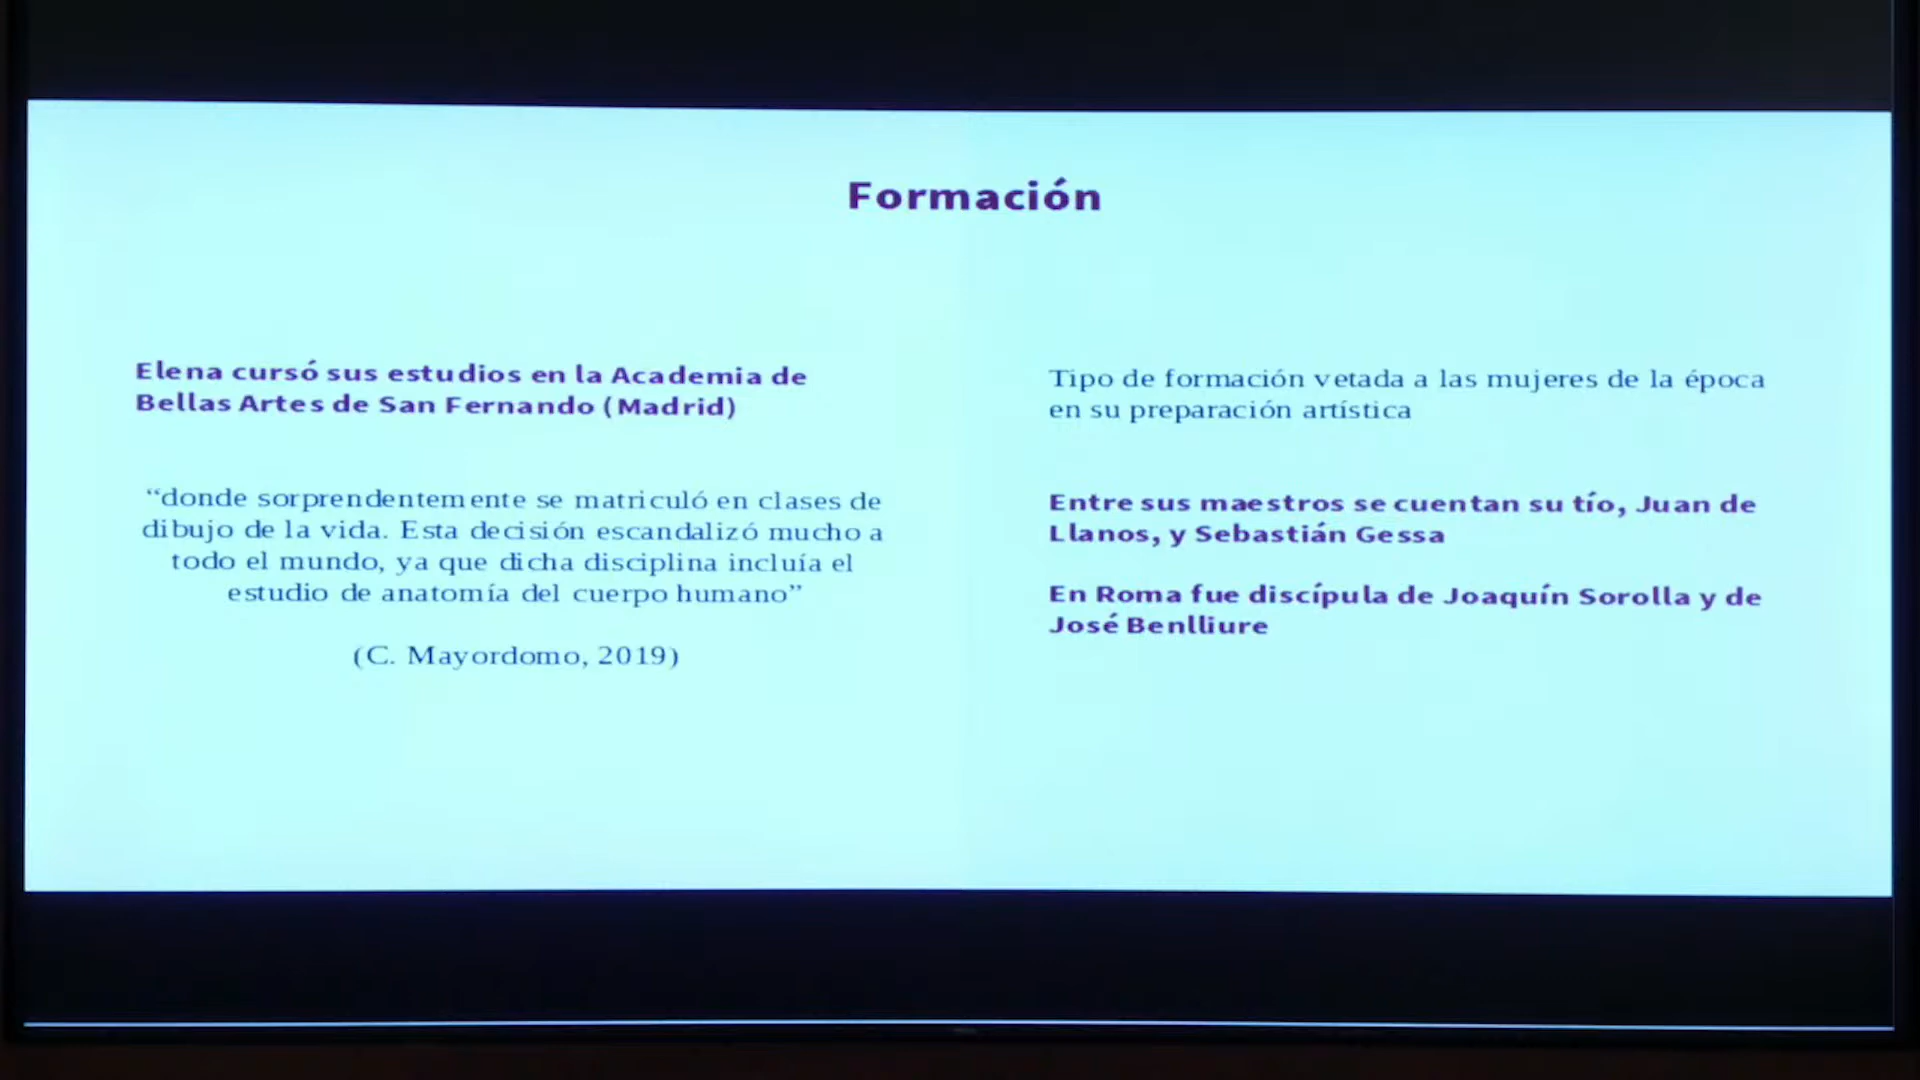 Formación
Elena cursó sus estudios en la Academia de
Bellas Artes de San Fernando (Madrid)
“donde sorprendentemente se matriculó en clases de
dibujo de la vida. Esta decisión escandalizó mucho a
todo el mundo, ya que dicha disciplina incluía el
estudio de anatomía del cuerpo humano”
(C. Mayordomo, 2019)
Tipo de formación vetada a las mujeres de la época
en su preparación artística
Entre sus maestros se cuentan su tío, Juan de
Llanos, y Sebastián Gessa
En Roma fue discípula de Joaquín Sorolla y de
José Benlliure